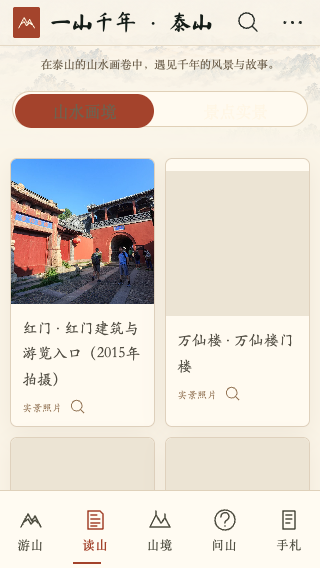 一山千年 · 泰山
在泰山的山水画卷中，遇见千年的风景与故事。
山水画境
红门 · 红门建筑与
游览入口（2015年
拍摄）
实景照片
万仙楼 · 万仙楼门
楼
实景照片
游山
读山
山境
问山
手札